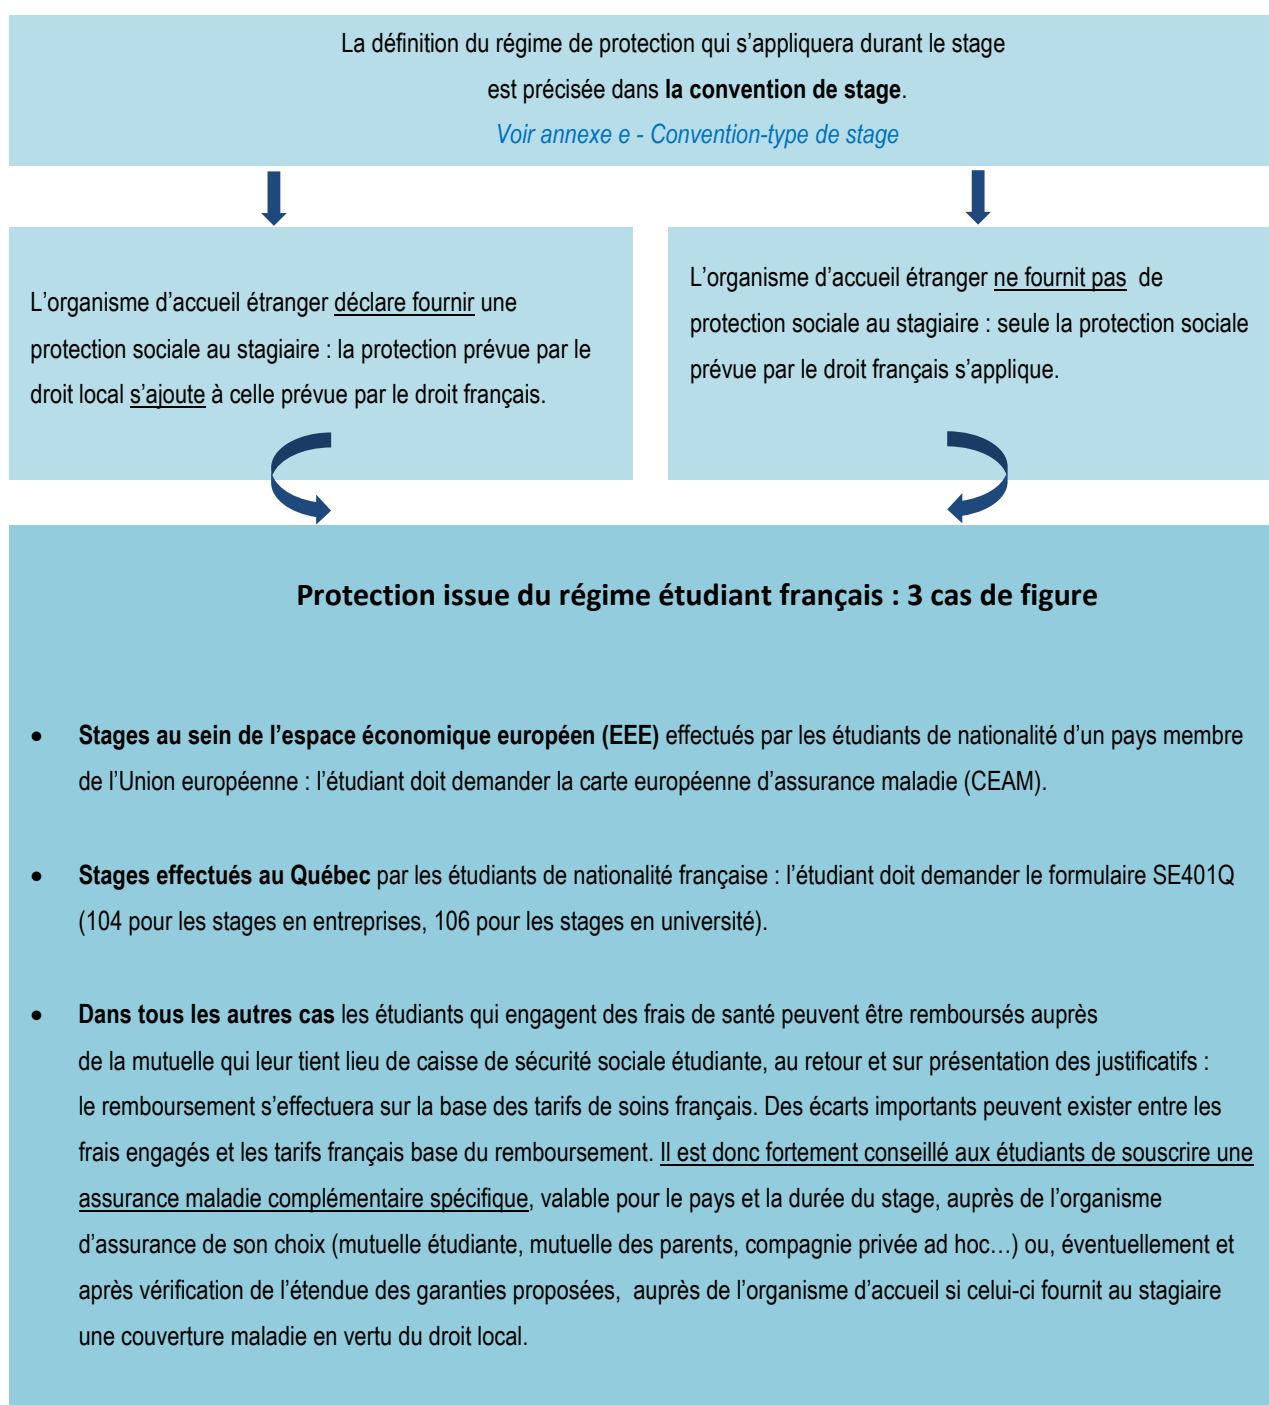 La définition du régime de protection qui s’appliquera durant le stage
est précisée dans la convention de stage.
Voir annexe e - Convention-type de stage
L’organisme d’accueil étranger déclare fournir une
protection sociale au stagiaire : la protection prévue par le
droit local s’ajoute à celle prévue par le droit français.
L’organisme d’accueil étranger ne fournit pas de
protection sociale au stagiaire : seule la protection sociale
prévue par le droit français s’applique.
Protection issue du régime étudiant français : 3 cas de figure
• Stages au sein de l’espace économique européen (EEE) effectués par les étudiants de nationalité d’un pays membre
de l’Union européenne : l’étudiant doit demander la carte européenne d’assurance maladie (CEAM).
• Stages effectués au Québec par les étudiants de nationalité française : l’étudiant doit demander le formulaire SE401Q
(104 pour les stages en entreprises, 106 pour les stages en université).
• Dans tous les autres cas les étudiants qui engagent des frais de santé peuvent être remboursés auprès
de la mutuelle qui leur tient lieu de caisse de sécurité sociale étudiante, au retour et sur présentation des justificatifs :
le remboursement s’effectuera sur la base des tarifs de soins français. Des écarts importants peuvent exister entre les
frais engagés et les tarifs français base du remboursement. Il est donc fortement conseillé aux étudiants de souscrire une
assurance maladie complémentaire spécifique, valable pour le pays et la durée du stage, auprès de l’organisme
d’assurance de son choix (mutuelle étudiante, mutuelle des parents, compagnie privée ad hoc…) ou, éventuellement et
après vérification de l’étendue des garanties proposées, auprès de l’organisme d’accueil si celui-ci fournit au stagiaire
une couverture maladie en vertu du droit local.